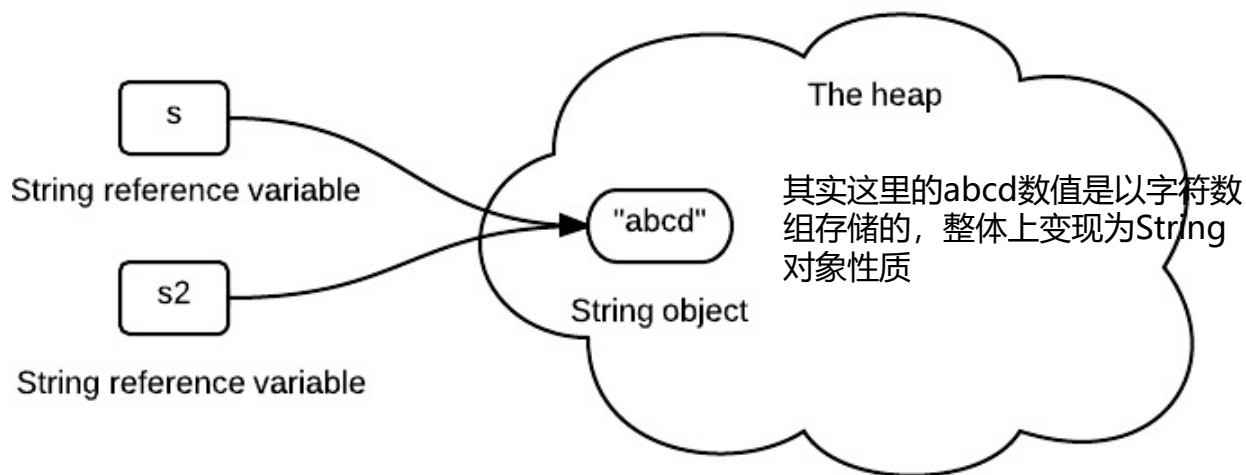 The heap
s
String reference variable
"abcd"
String object
其实这里的abcd数值是以字符数
组存储的，整体上变现为String
对象性质
s2
String reference variable